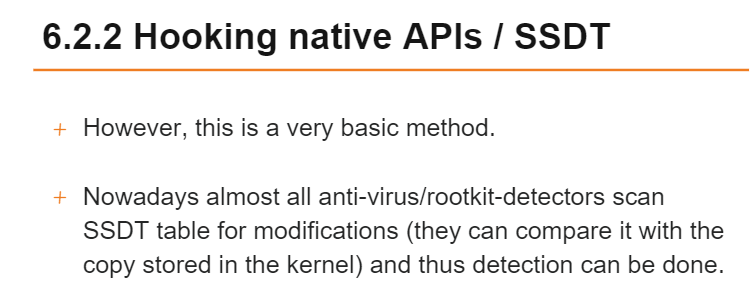 6.2.2 Hooking native APIs / SSDT
+ However, this is a very basic method.
+ Nowadays almost all anti-virus/rootkit-detectors scan
SSDT table for modifications (they can compare it with the
copy stored in the kernel) and thus detection can be done.